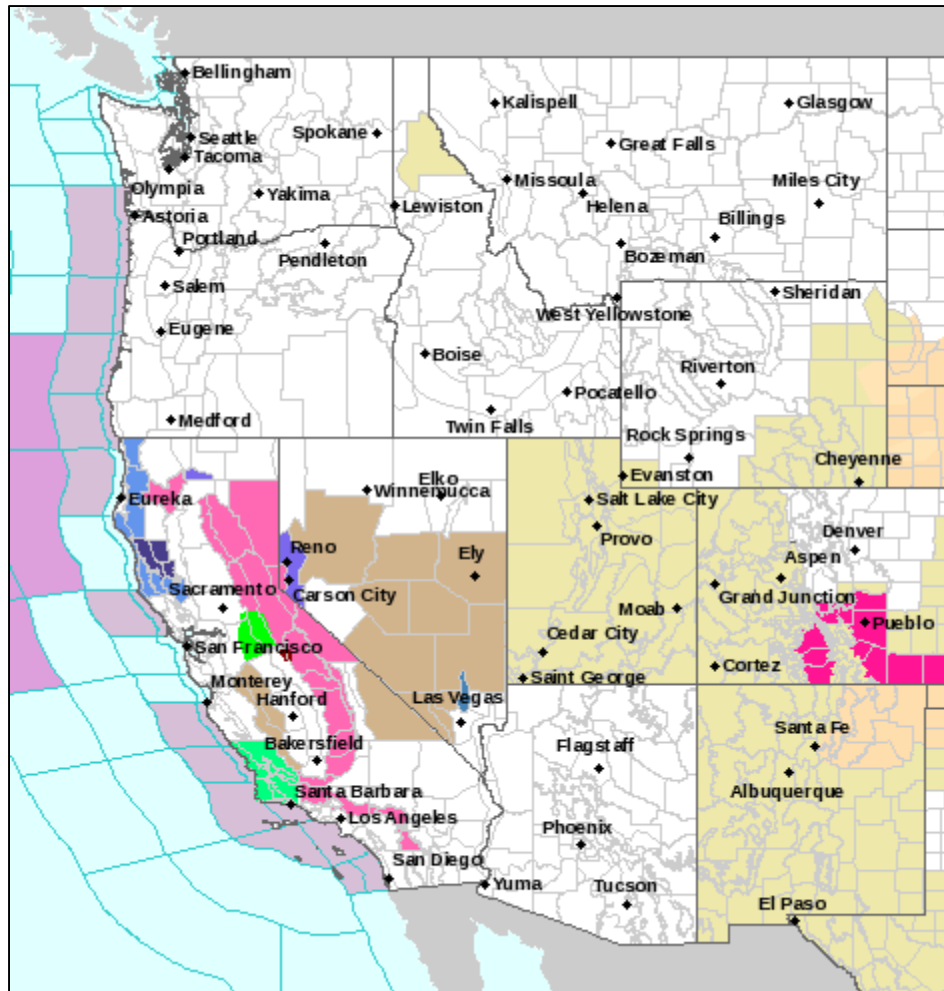 Bellingham
Kalispell
Glasgow
Seattle
Spokane
Great Falls
Tacoma
Missoula
Miles City
Olympia
Yakima
Lewiston
Helena
Astoria
Billings
Portland
Pendleton
Bozeman
Salem
Sheridan
West Yellowstone
Eugene
Boise
Riverton
Pocatello
Medford
Twin Falls
Rock Springs
Cheyenne
Elko
Evanston
Winnemucca
Eureka
Salt Lake City
Denver
Provo
Reno
Ely
Aspen
Sacramento
Carson City
Grand Junction
Moab
Pueblo
Cedar City
San Francisco
Cortez
Saint George
Monterey
Hanford
Las Vegas
Santa Fe
Bakersfield
Flagstaff
Santa Barbara
Albuquerque
Los Angeles
Phoenix
San Diego
Yuma
Tucson
El Paso